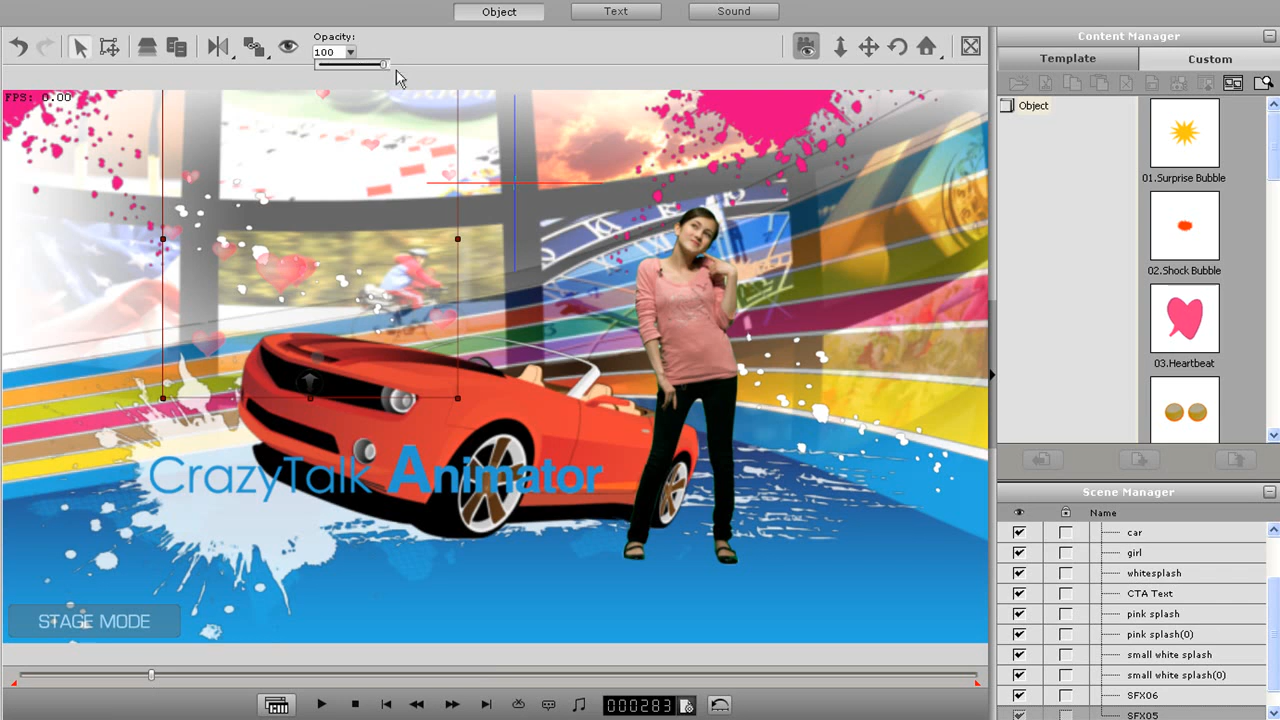 Object
Text
Sound
Opacity:
100
FPS: 0.00
CrazyTalk Animator
STAGE MODE
000283
Content Manager
Template
Custom
Object
01.Surprise Bubble
02.Shock Bubble
03.Heartbeat
Scene Manager
Name
car
girl
whitesplash
CTA Text
pink splash
pink splash(0)
small white splash
small white splash(0)
SFX06
SFX05